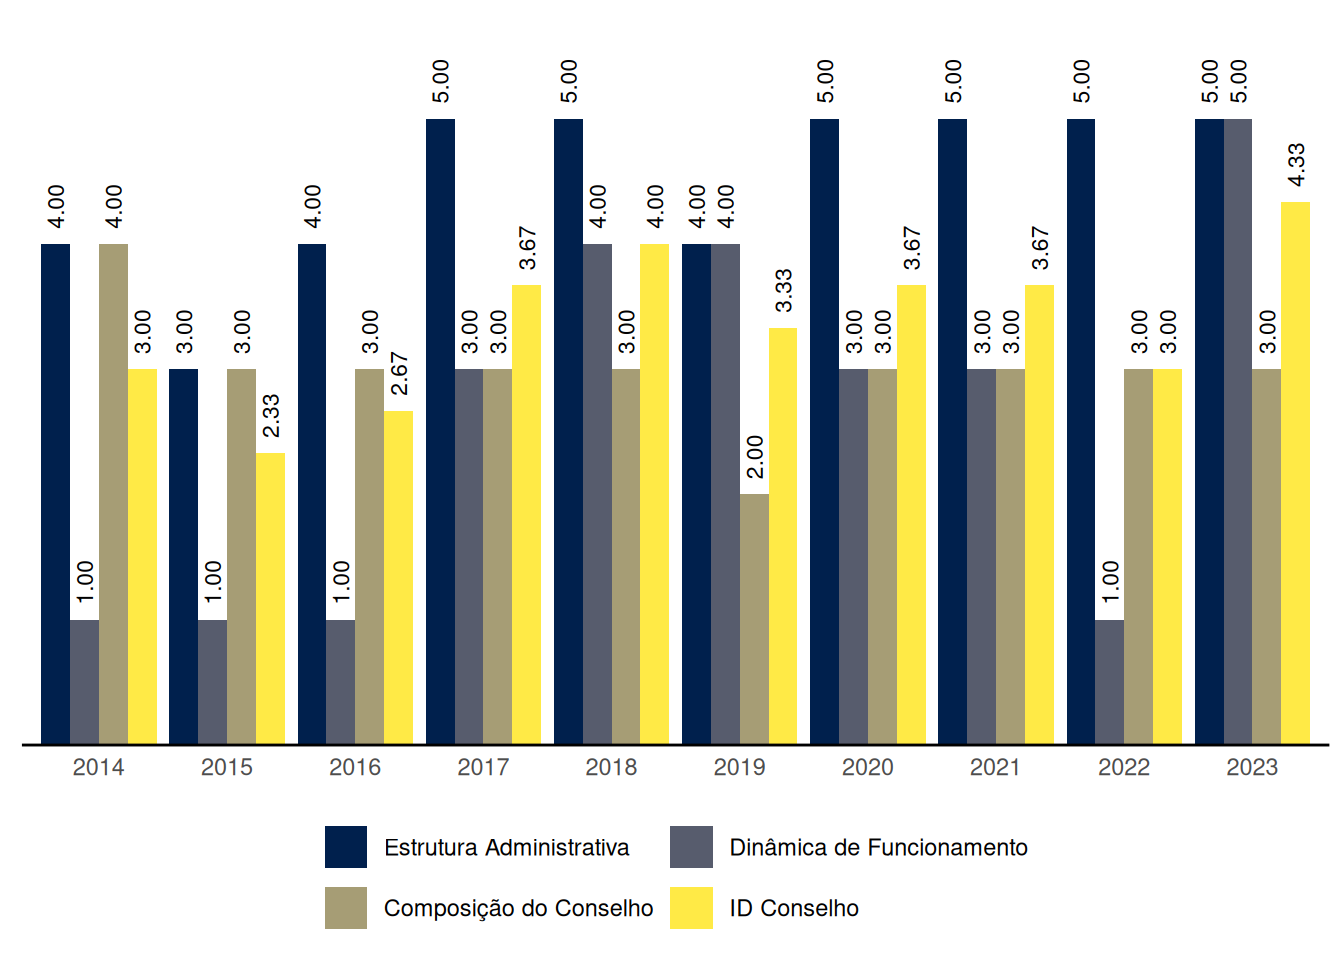 5.00 5.00 5.00 5.00 5.00 5.00 5.00
4.33
4.00 4.00 4.00 4.00 4.00 4.00 4.00
3.67 3.67 3.67
3.33
3.00 3.00 3.00 3.00 3.00 3.00 3.00 3.00 3.00 3.00 3.00 3.00 3.00 3.00
2.67
2.33
2.00
1.00 1.00 1.00 1.00
2014 2015 2016 2017 2018 2019 2020 2021 2022 2023
Estrutura Administrativa Dinâmica de Funcionamento
Composição do Conselho ID Conselho